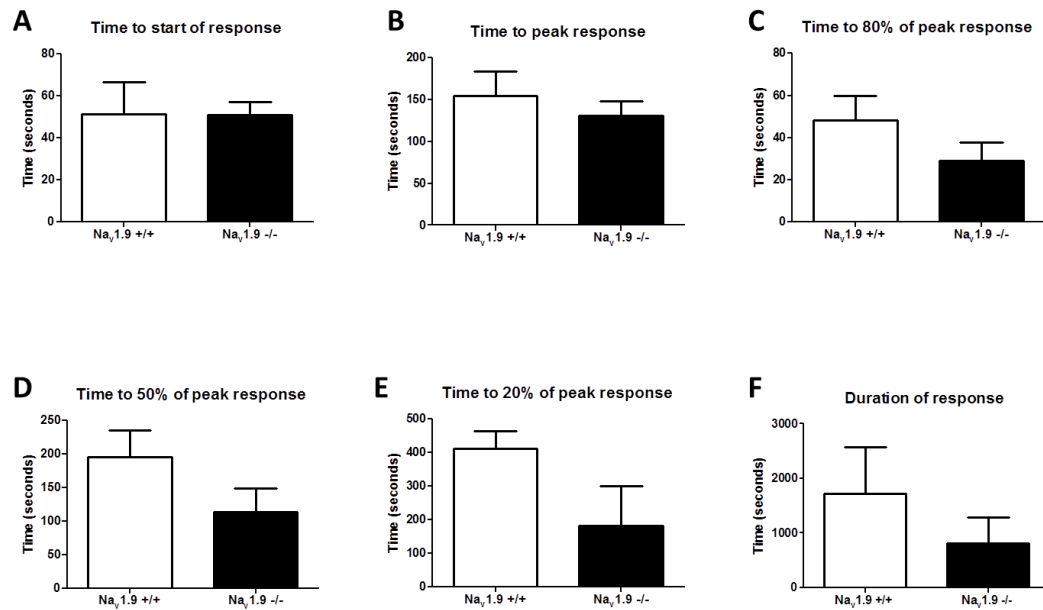 A
Time to start of response
Time (seconds)
80
60
40
20
0
Naᵥ1.9 +/+
Naᵥ1.9 -/-
B
Time to peak response
Time (seconds)
200
150
100
50
0
Naᵥ1.9 +/+
Naᵥ1.9 -/-
C
Time to 80% of peak response
Time (seconds)
80
60
40
20
0
Naᵥ1.9 +/+
Naᵥ1.9 -/-
D
Time to 50% of peak response
Time (seconds)
250
200
150
100
50
0
Naᵥ1.9 +/+
Naᵥ1.9 -/-
E
Time to 20% of peak response
Time (seconds)
500
400
300
200
100
0
Naᵥ1.9 +/+
Naᵥ1.9 -/-
F
Duration of response
Time (seconds)
3000
2000
1000
0
Naᵥ1.9 +/+
Naᵥ1.9 -/-